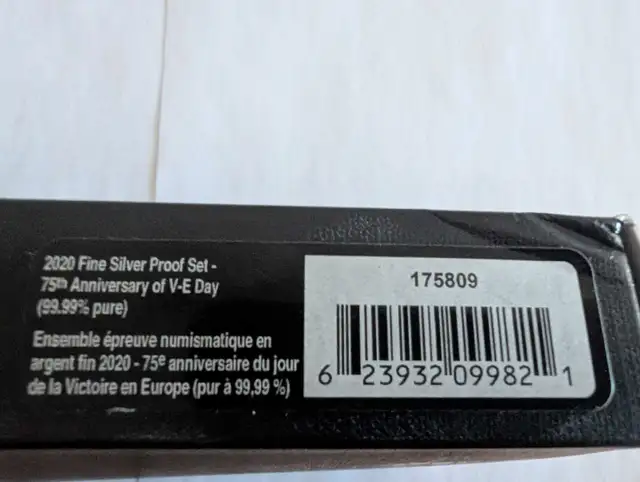 2020 Fine Silver Proof Set -
75th Anniversary of V-E Day
(99.99% pure)
Ensemble épreuve numismatique en
argent fin 2020 - 75e anniversaire du jour
de la Victoire en Europe (pur à 99,99 %)
175809
6 23932 09982 1